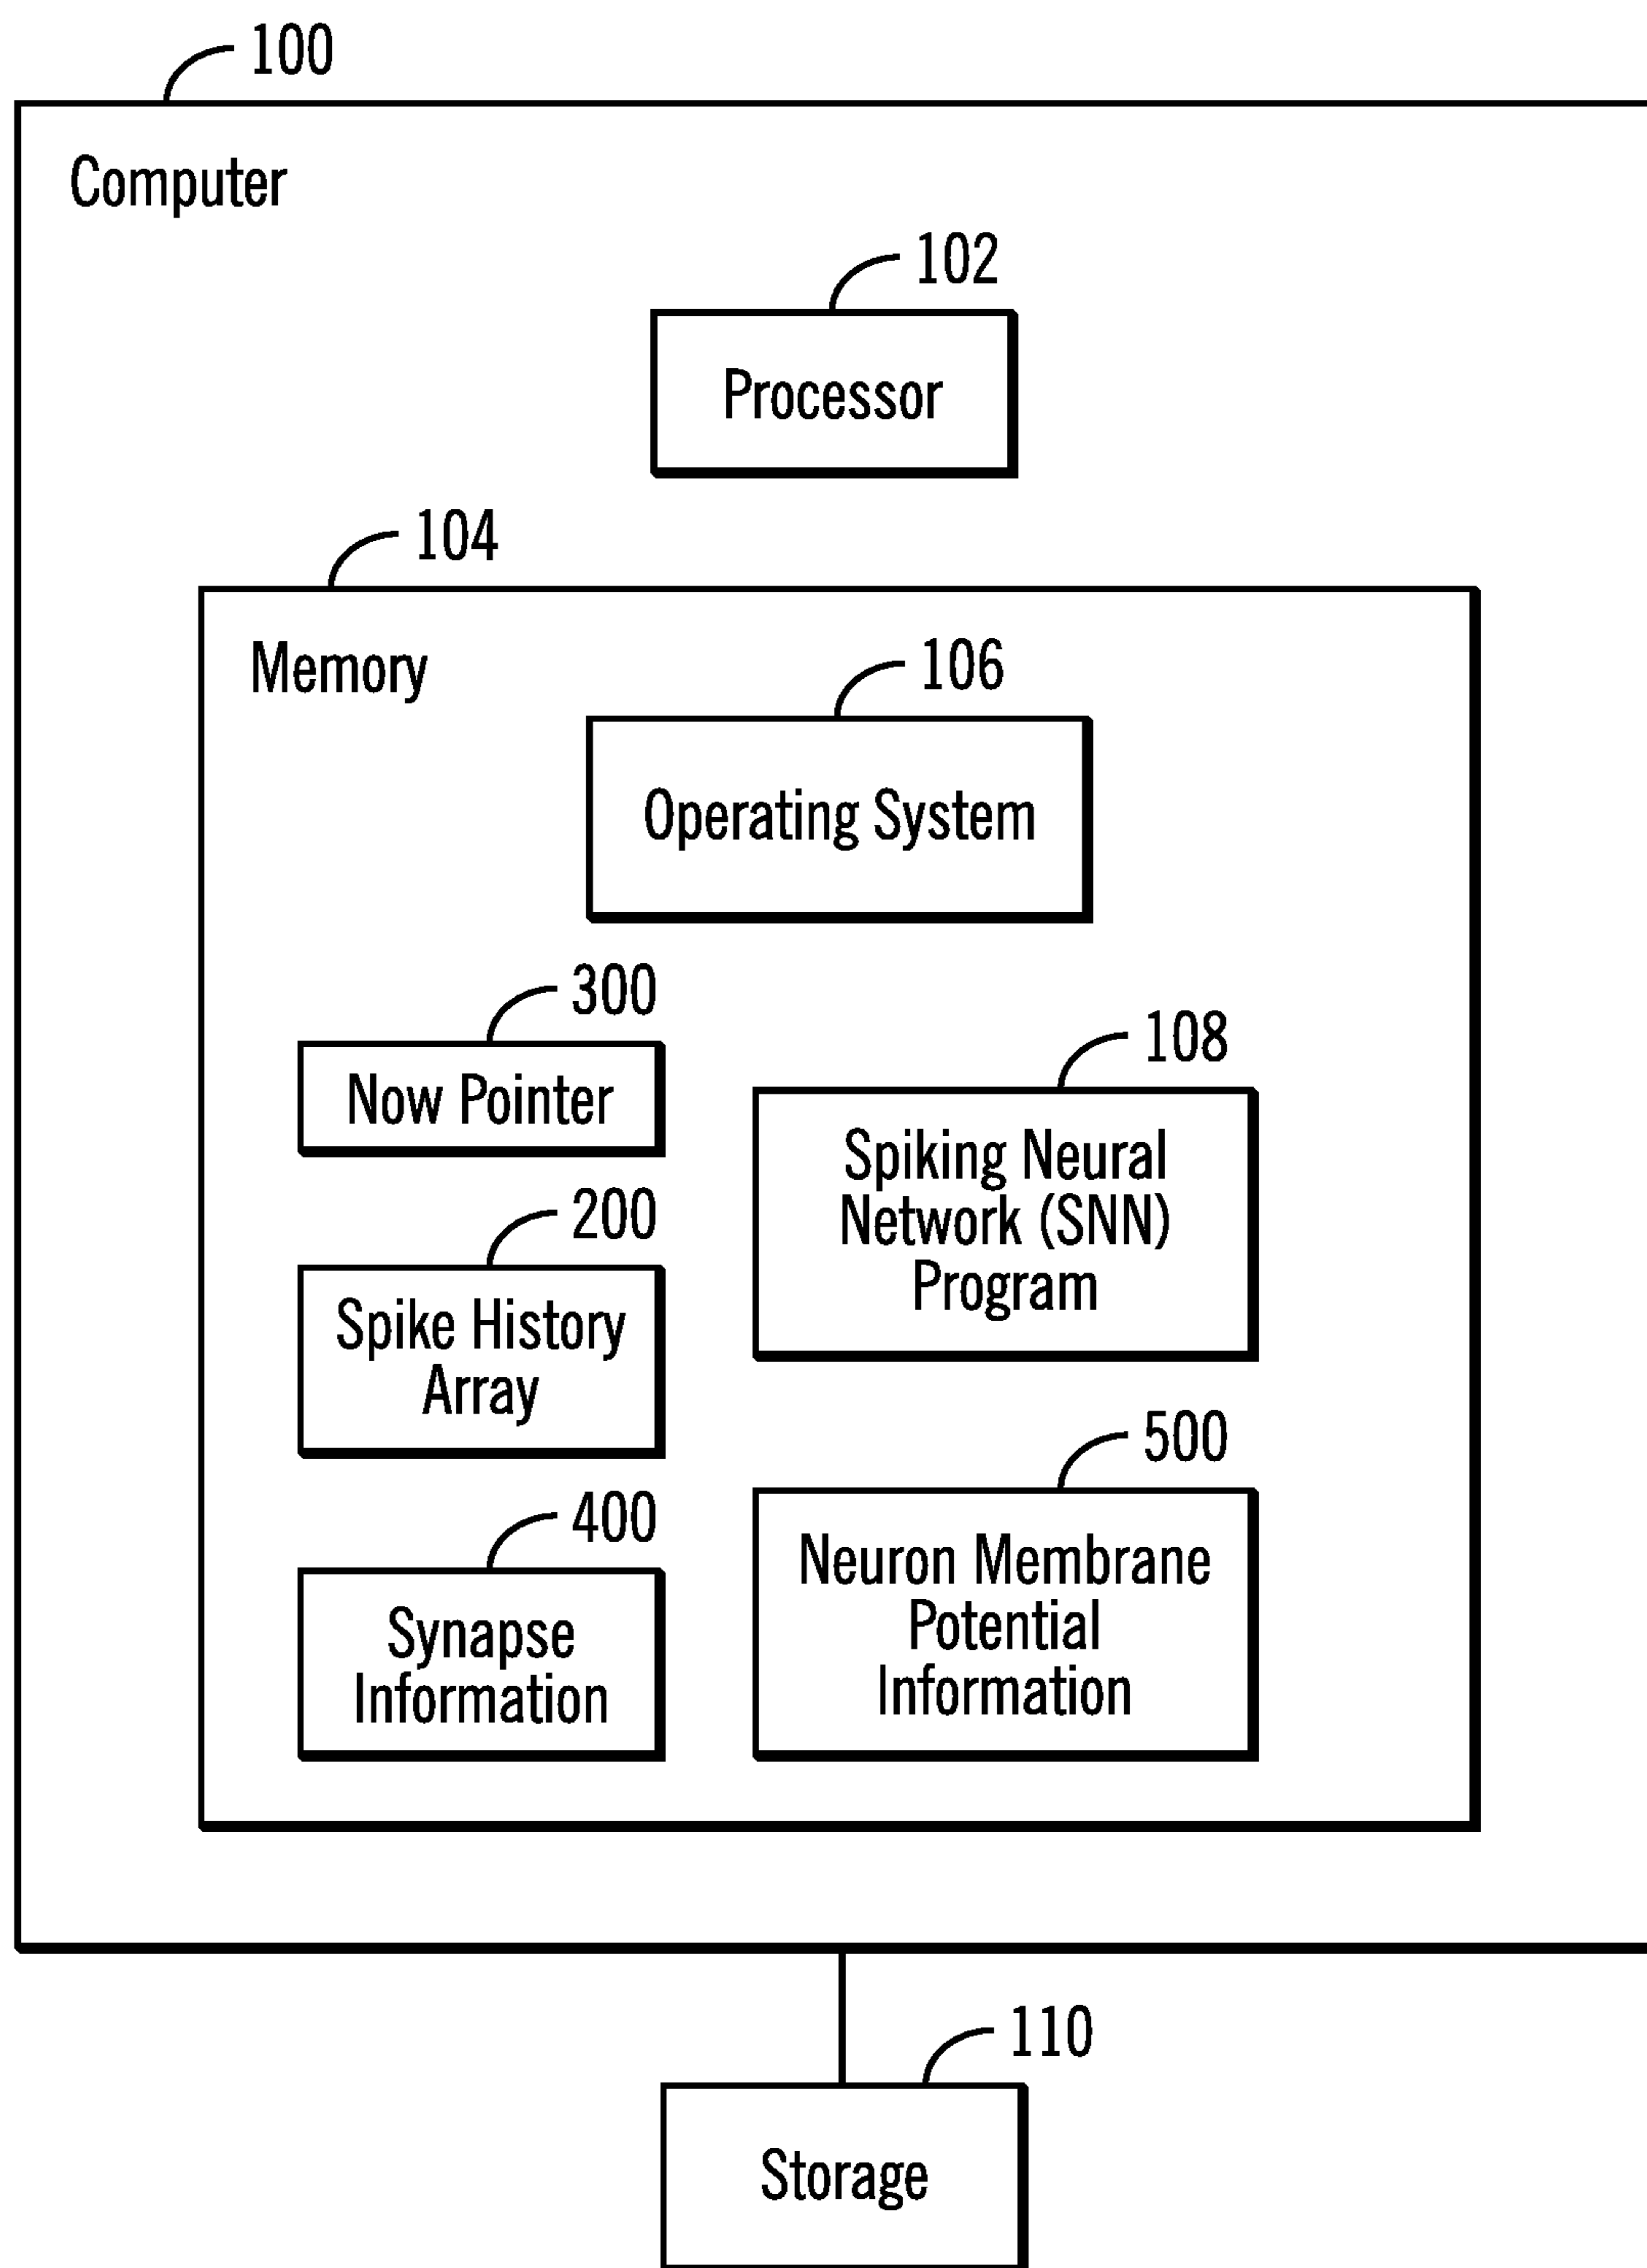 100
Computer
102
Processor
104
Memory
106
Operating System
300
Now Pointer
108
Spiking Neural
Network (SNN)
Program
200
Spike History
Array
500
Neuron Membrane
Potential
Information
400
Synapse
Information
110
Storage